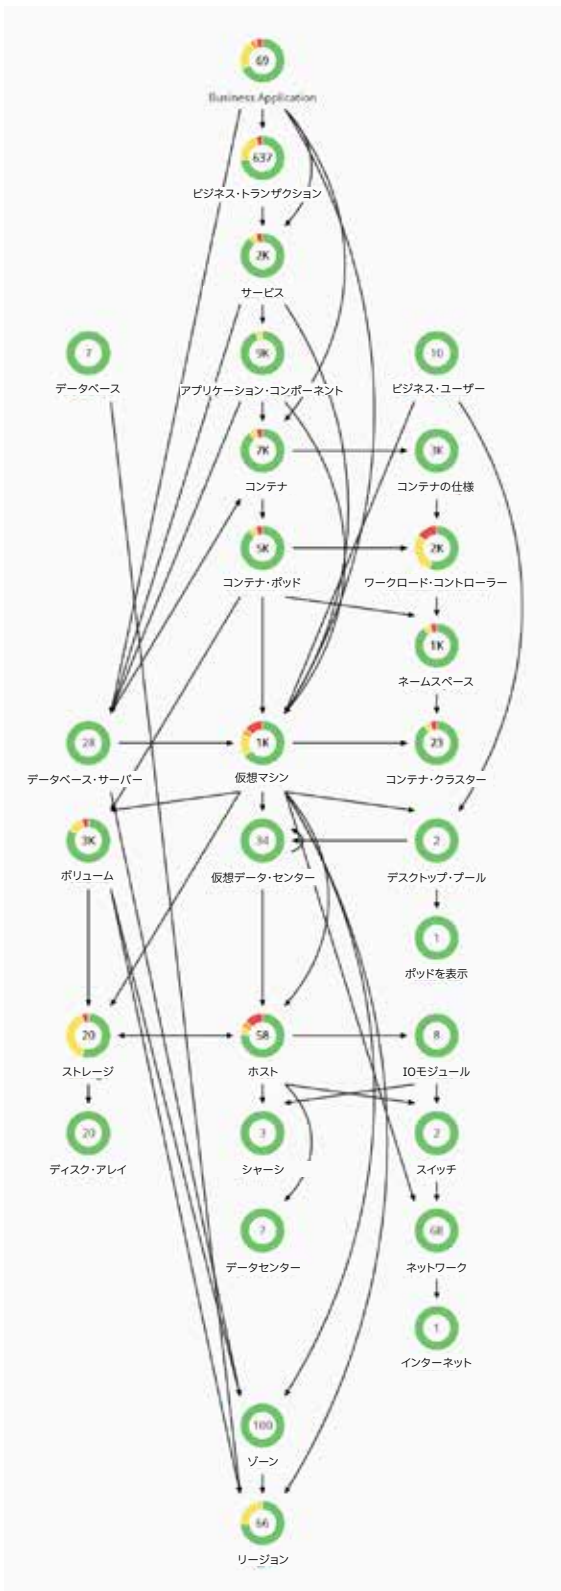 69
Business Application
637
ビジネス・トランザクション
2K
サービス
7
データベース
9K
アプリケーション・コンポーネント
10
ビジネス・ユーザー
7K
コンテナ
3K
コンテナの仕様
5K
コンテナ・ポッド
2K
ワークロード・コントローラー
1K
ネームスペース
28
データベース・サーバー
1K
仮想マシン
23
コンテナ・クラスター
3K
ボリューム
34
仮想データ・センター
2
デスクトップ・プール
1
ポッドを表示
20
ストレージ
58
ホスト
8
IOモジュール
20
ディスク・アレイ
3
シャーシ
2
スイッチ
7
データセンター
68
ネットワーク
1
インターネット
100
ゾーン
66
リージョン